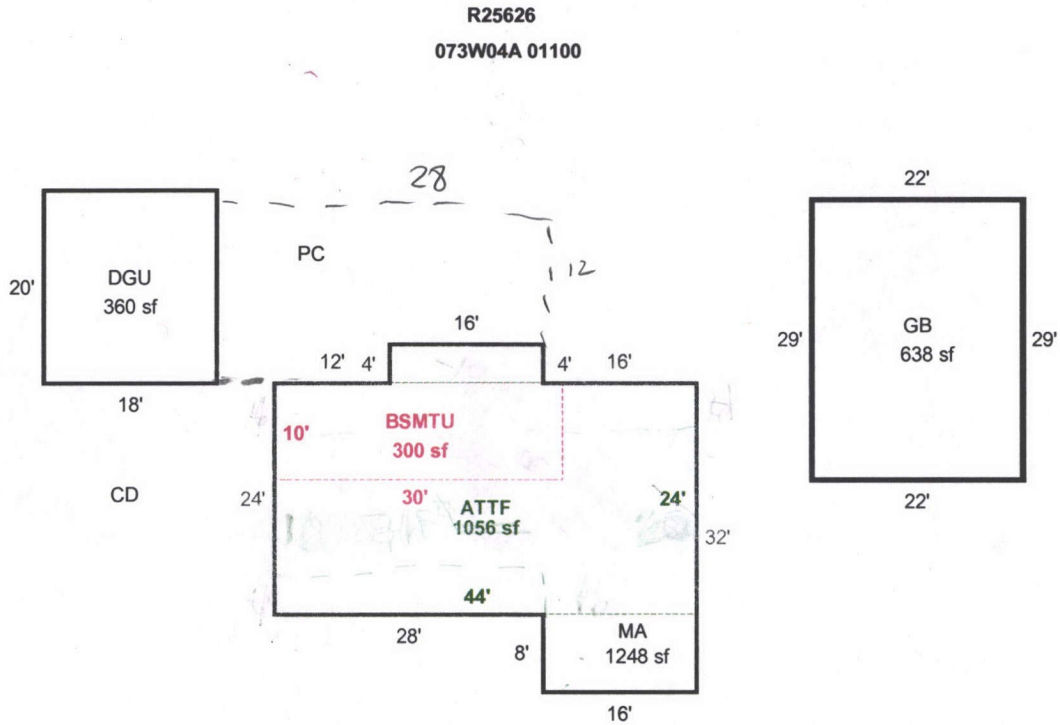 R25626
073W04A 01100
28
22'
PC
DGU
360 sf
20'
12
16'
GB
638 sf
29'
29'
12'
4'
4'
16'
18'
BSMTU
300 sf
10'
30'
CD
24'
ATTF
1056 sf
24'
22'
32'
44'
28'
MA
1248 sf
8'
16'